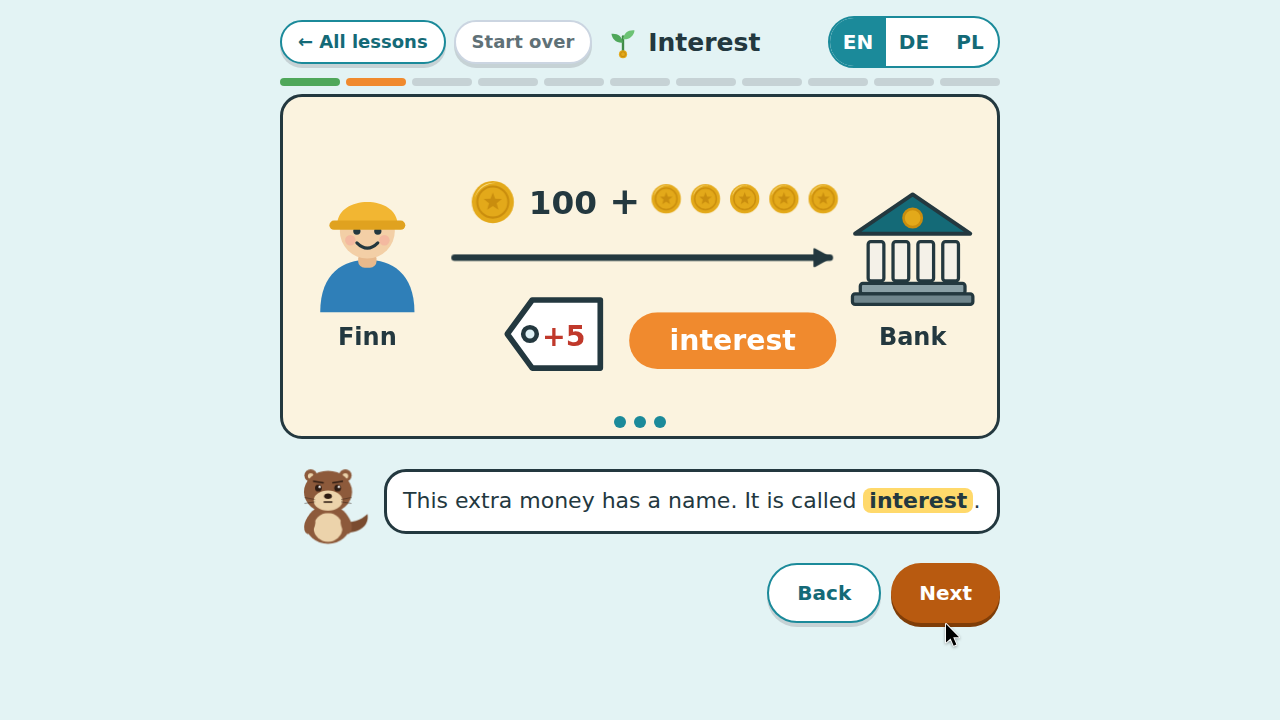 ← All lessons
Start over
Interest
EN DE PL
100 +
Finn
+5
interest
Bank
This extra money has a name. It is called interest.
Back
Next